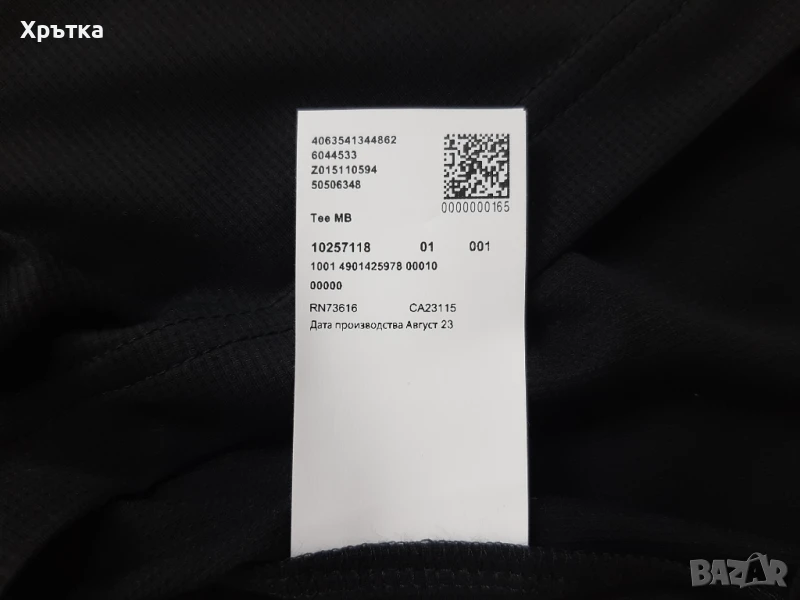 Хрътка
4063541344862
6044533
Z015110594
50506348
0000000165
Tee MB
10257118 01 001
1001 4901425978 00010
00000
RN73616 CA23115
Дата производства Август 23
BAZAR